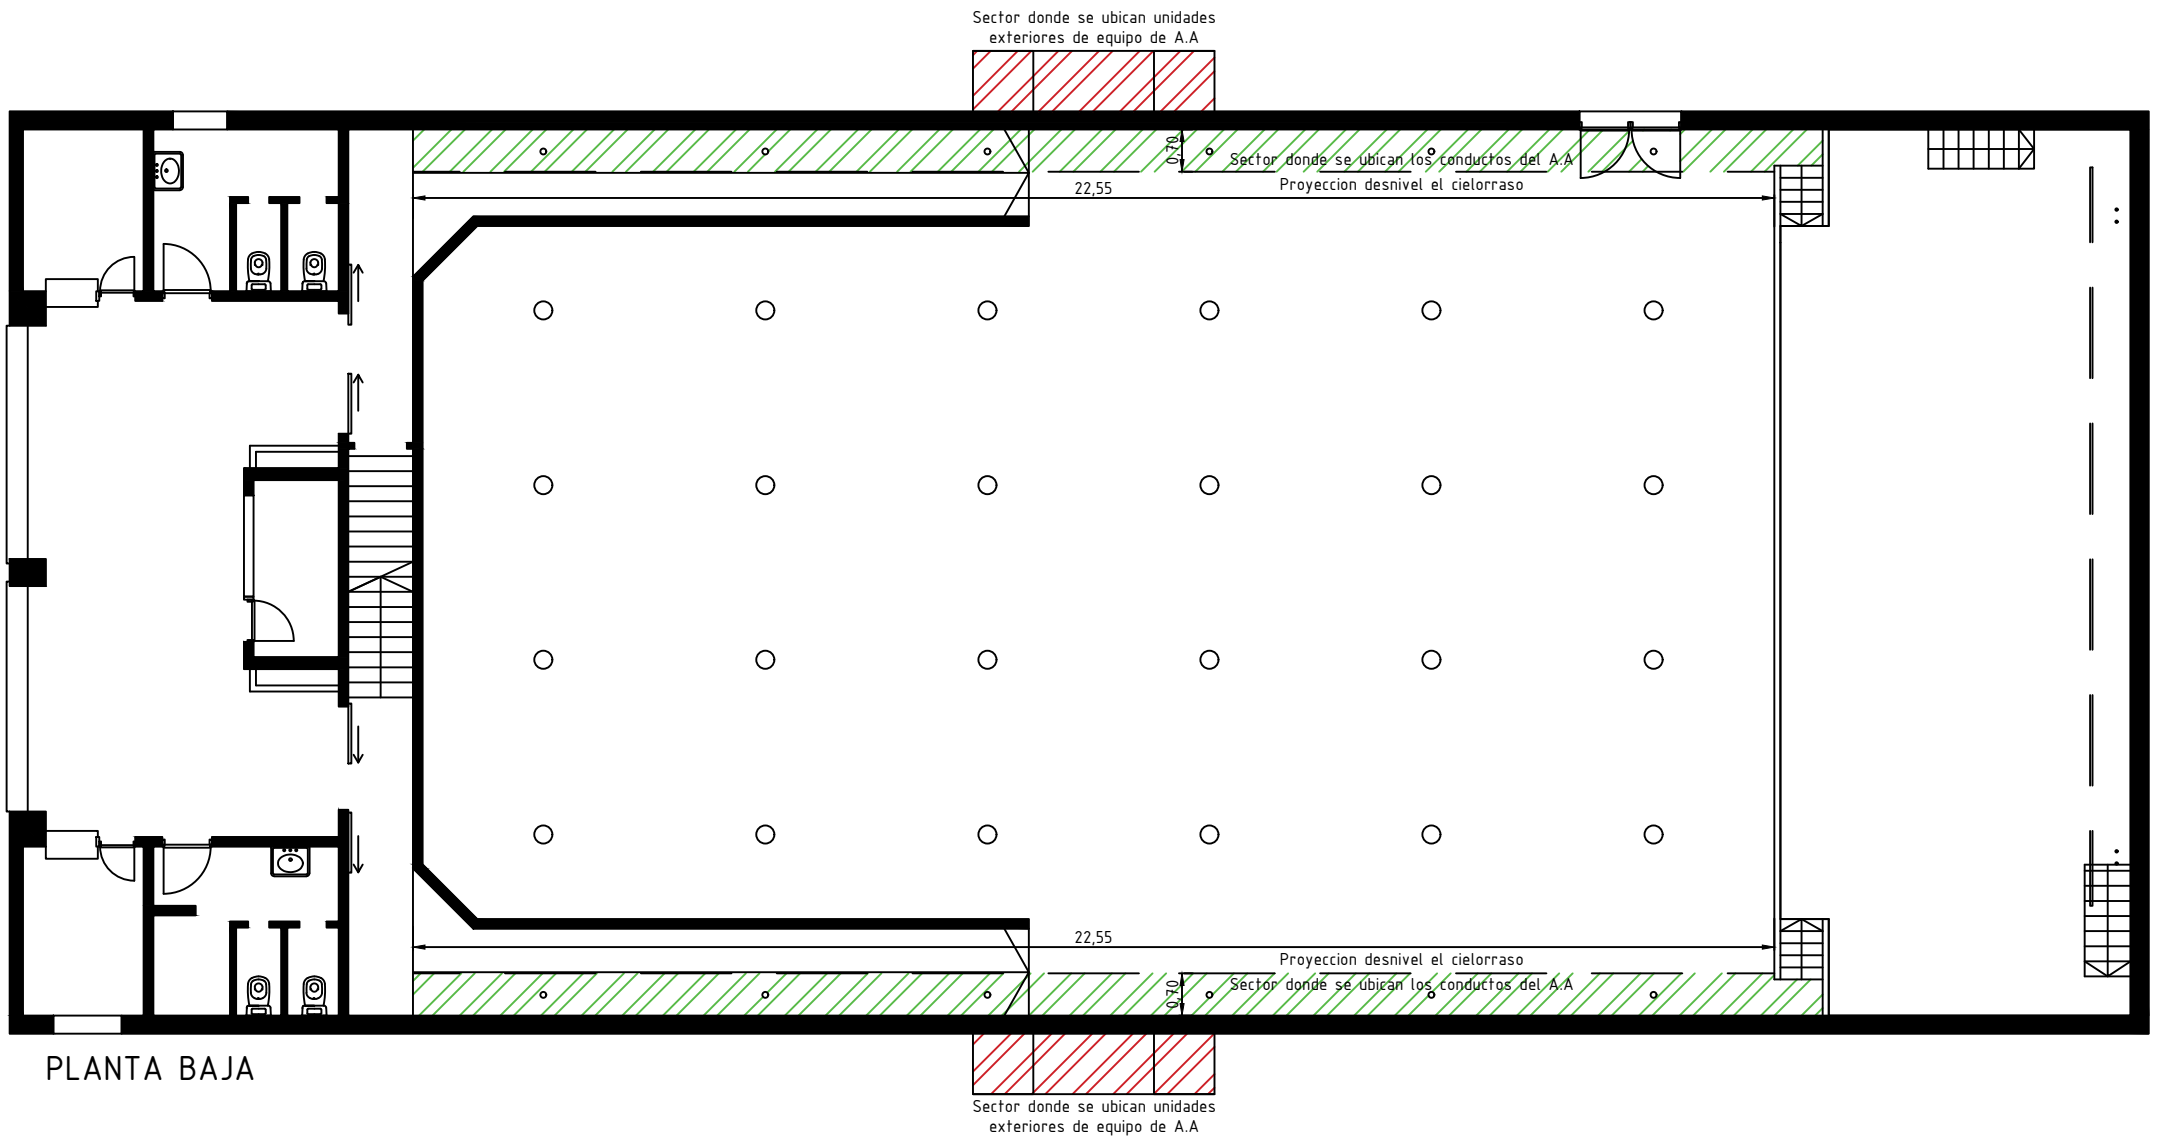 Sector donde se ubican unidades
exteriores de equipo de A.A
0,70
Sector donde se ubican los conductos del A.A
22,55
Proyeccion desnivel el cielorraso
22,55
Proyeccion desnivel el cielorraso
0,70
Sector donde se ubican los conductos del A.A
PLANTA BAJA
Sector donde se ubican unidades
exteriores de equipo de A.A